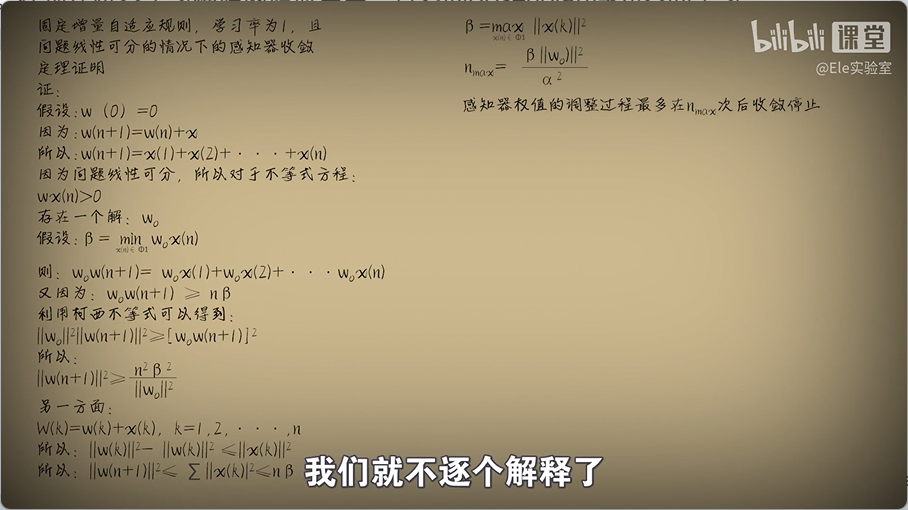 固定增量自适应规则，学习率为1，且
问题线性可分的情况下的感知器收敛
定理证明
证：
假设:w（0）=0
因为:w(n+1)=w(n)+x
所以:w(n+1)=x(1)+x(2)+···+x(n)
因为问题线性可分，所以对于不等式方程：
wx(n)>0
存在一个解：w₀
假设:β= min w₀x(n)
x(n)∈ Φ1
则：w₀w(n+1)= w₀x(1)+w₀x(2)+···w₀x(n)
又因为：w₀w(n+1) ≥ nβ
利用柯西不等式可以得到：
||w₀||²||w(n+1)||²≥[w₀w(n+1)]²
所以：
||w(n+1)||²≥ n²β² / ||w₀||²
另一方面：
W(k)=w(k)+x(k)，k=1,2,···,n
所以：||w(k)||²− ||w(k)||² ≤||x(k)||²
所以：||w(n+1)||²≤ ∑||x(k)|²≤nβ
β=max ||x(k)||²
x(n)∈ Φ1
nmax= β||w₀)||² / α²
感知器权值的调整过程最多在nmax次后收敛停止
bilibili 课堂
@Ele实验室
我们就不逐个解释了